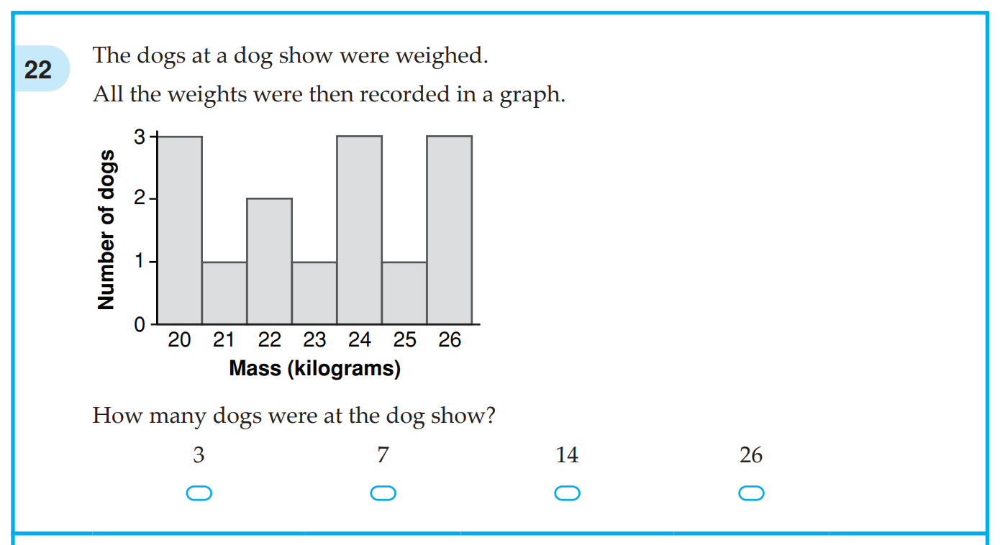 22
The dogs at a dog show were weighed.
All the weights were then recorded in a graph.
Number of dogs
3
2
1
0
20 21 22 23 24 25 26
Mass (kilograms)
How many dogs were at the dog show?
3 7 14 26